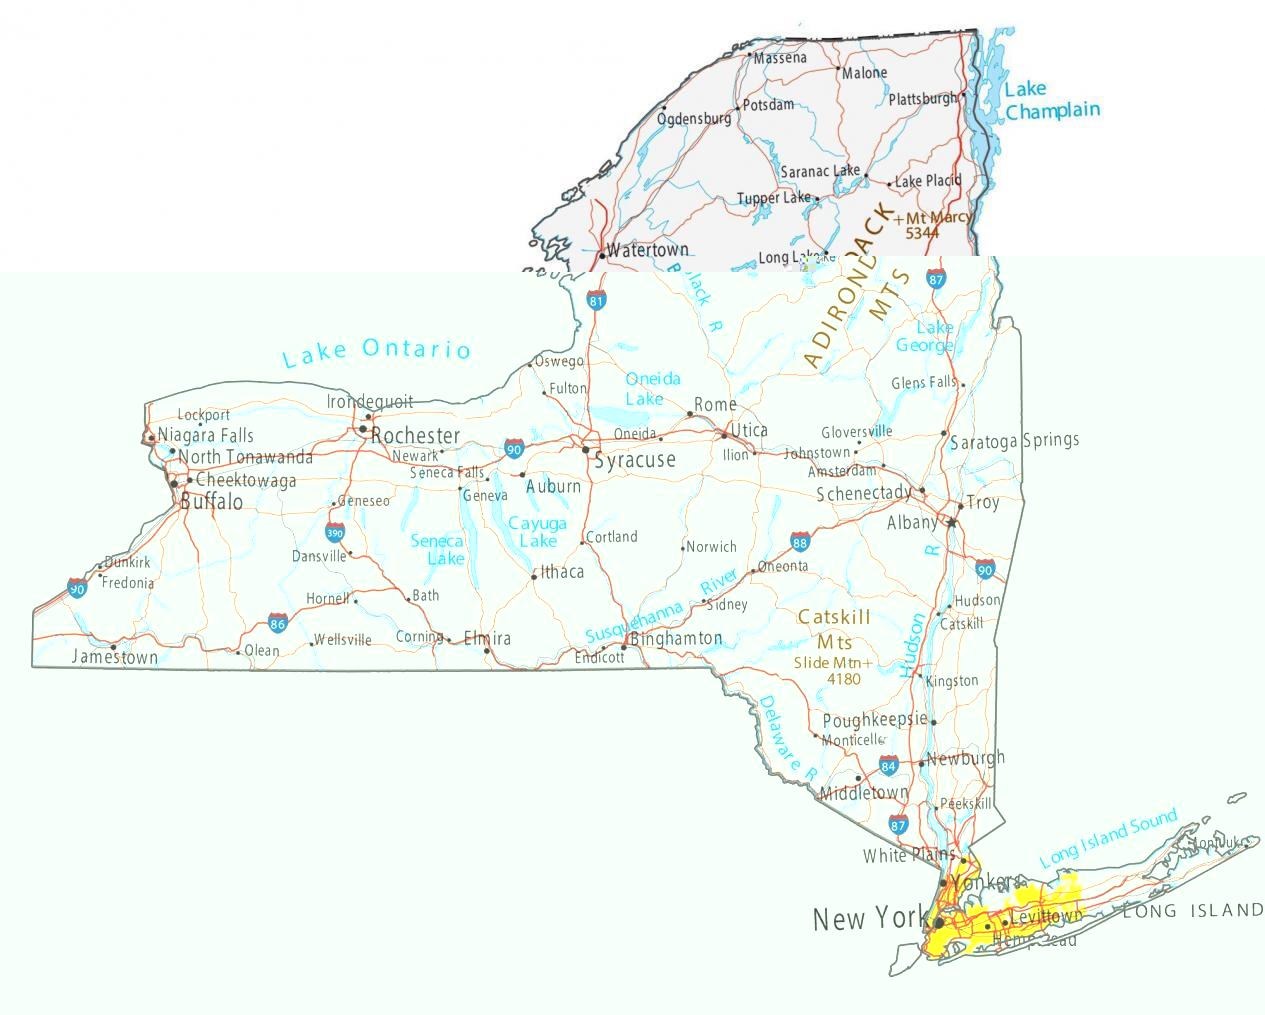 Massena
Malone
Lake
Champlain
Plattsburgh
Potsdam
Ogdensburg
Saranac Lake
Lake Placid
Tupper Lake
+Mt Marcy
5344
Watertown
Long Lake
ADIRONDACK
MTS
Black R
87
81
Lake
George
Lake Ontario
Oswego
Oneida
Lake
Fulton
Glens Falls
Irondequoit
Rome
Lockport
Niagara Falls
Rochester
Oneida
Utica
Gloversville
Saratoga Springs
North Tonawanda
Newark
90
Syracuse
Ilion
Johnstown
Cheektowaga
Seneca Falls
Amsterdam
Buffalo
Geneva
Auburn
Schenectady
Troy
Geneseo
Albany
390
Seneca
Lake
Cayuga
Lake
Cortland
Norwich
88
R
Dansville
Dunkirk
Fredonia
90
Ithaca
Oneonta
90
Hornell
Bath
Susquehanna River
Sidney
Hudson
Catskill
86
Catskill
Mts
Slide Mtn+
4180
Hudson
Wellsville
Corning
Elmira
Binghamton
Endicott
Jamestown
Olean
Kingston
Delaware R
Poughkeepsie
Monticello
84
Newburgh
Middletown
Peekskill
87
White Plains
Long Island Sound
Montauk
Yonkers
New York
Levittown
LONG ISLAND
Hempstead